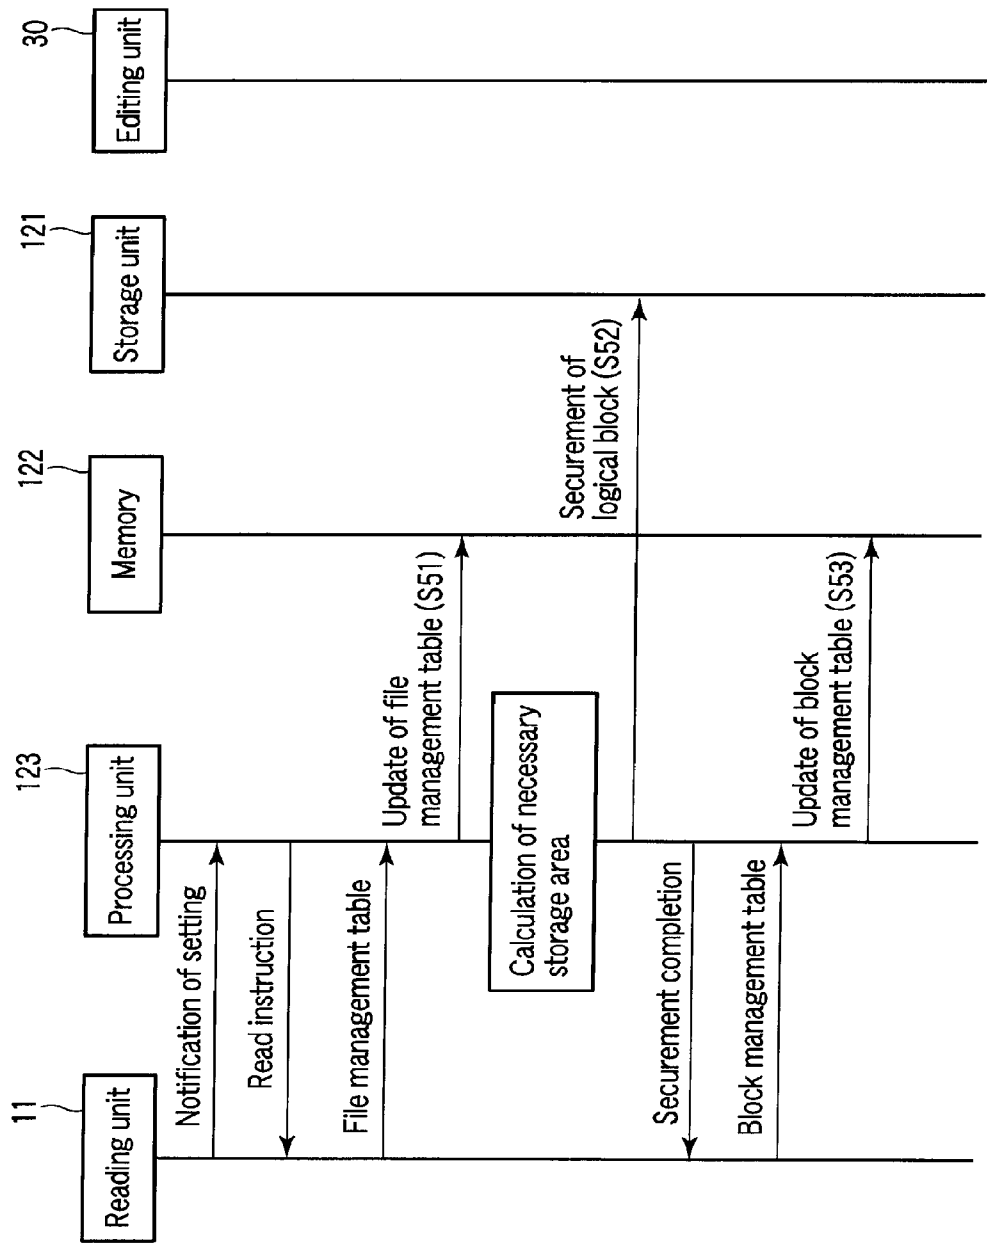 11
Reading unit
123
Processing unit
122
Memory
121
Storage unit
30
Editing unit
Notification of setting
Read instruction
File management table
Update of file
management table (S51)
Calculation of necessary
storage area
Securement of
logical block (S52)
Securement completion
Block management table
Update of block
management table (S53)